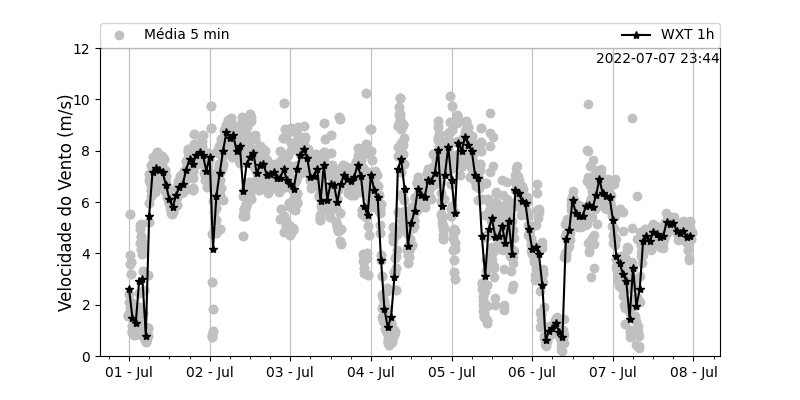 Média 5 min
WXT 1h
2022-07-07 23:44
Velocidade do Vento (m/s)
12
10
8
6
4
2
0
01 - Jul 02 - Jul 03 - Jul 04 - Jul 05 - Jul 06 - Jul 07 - Jul 08 - Jul